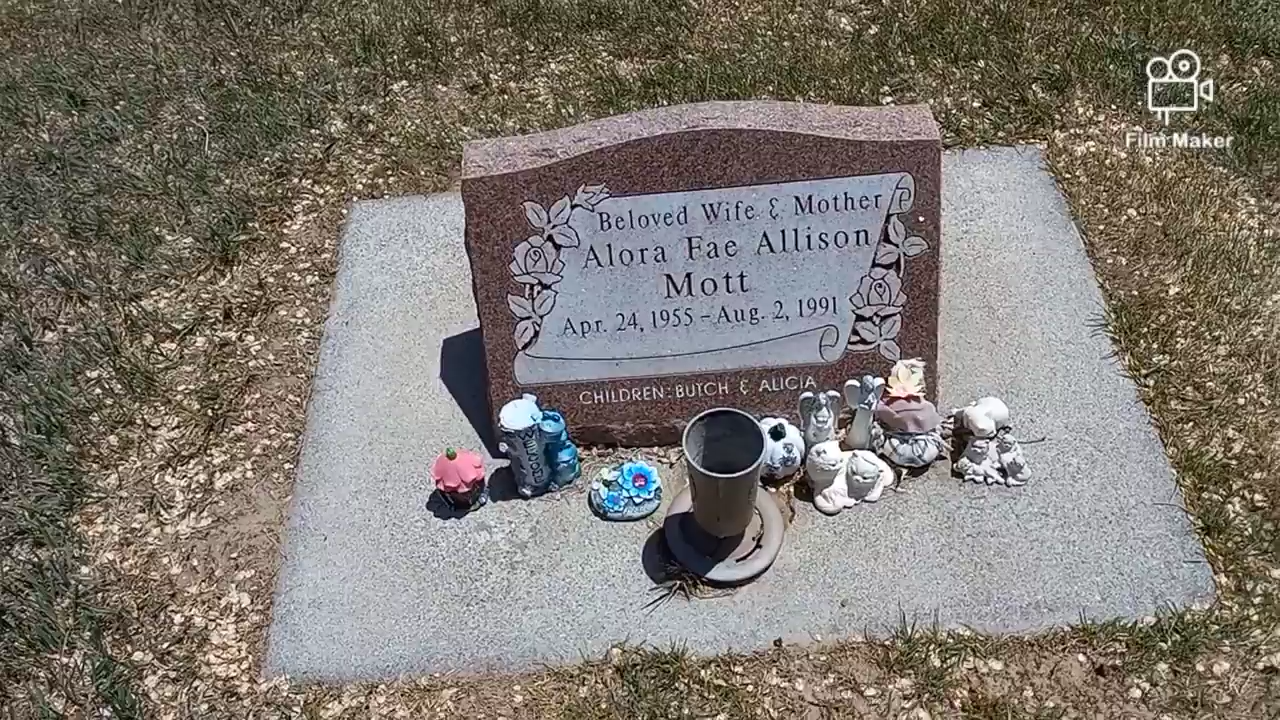 Film Maker
Beloved Wife & Mother
Alora Fae Allison
Mott
Apr. 24, 1955 - Aug. 2, 1991
CHILDREN: BUTCH & ALICIA